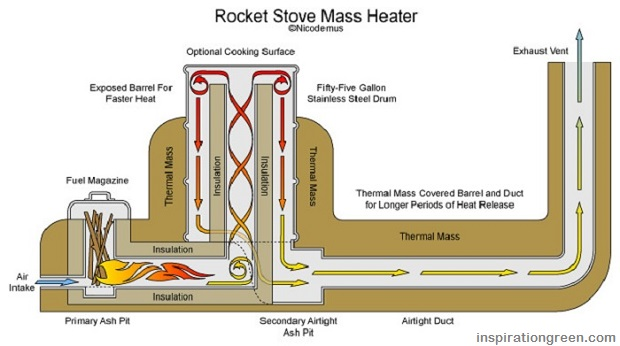 Rocket Stove Mass Heater
©Nicodemus
Optional Cooking Surface
Exhaust Vent
Exposed Barrel For
Faster Heat
Fifty-Five Gallon
Stainless Steel Drum
Thermal Mass
Insulation
Insulation
Thermal Mass
Fuel Magazine
Thermal Mass Covered Barrel and Duct
for Longer Periods of Heat Release
Thermal Mass
Insulation
Air
Intake
Insulation
Primary Ash Pit
Secondary Airtight
Ash Pit
Airtight Duct
inspirationgreen.com